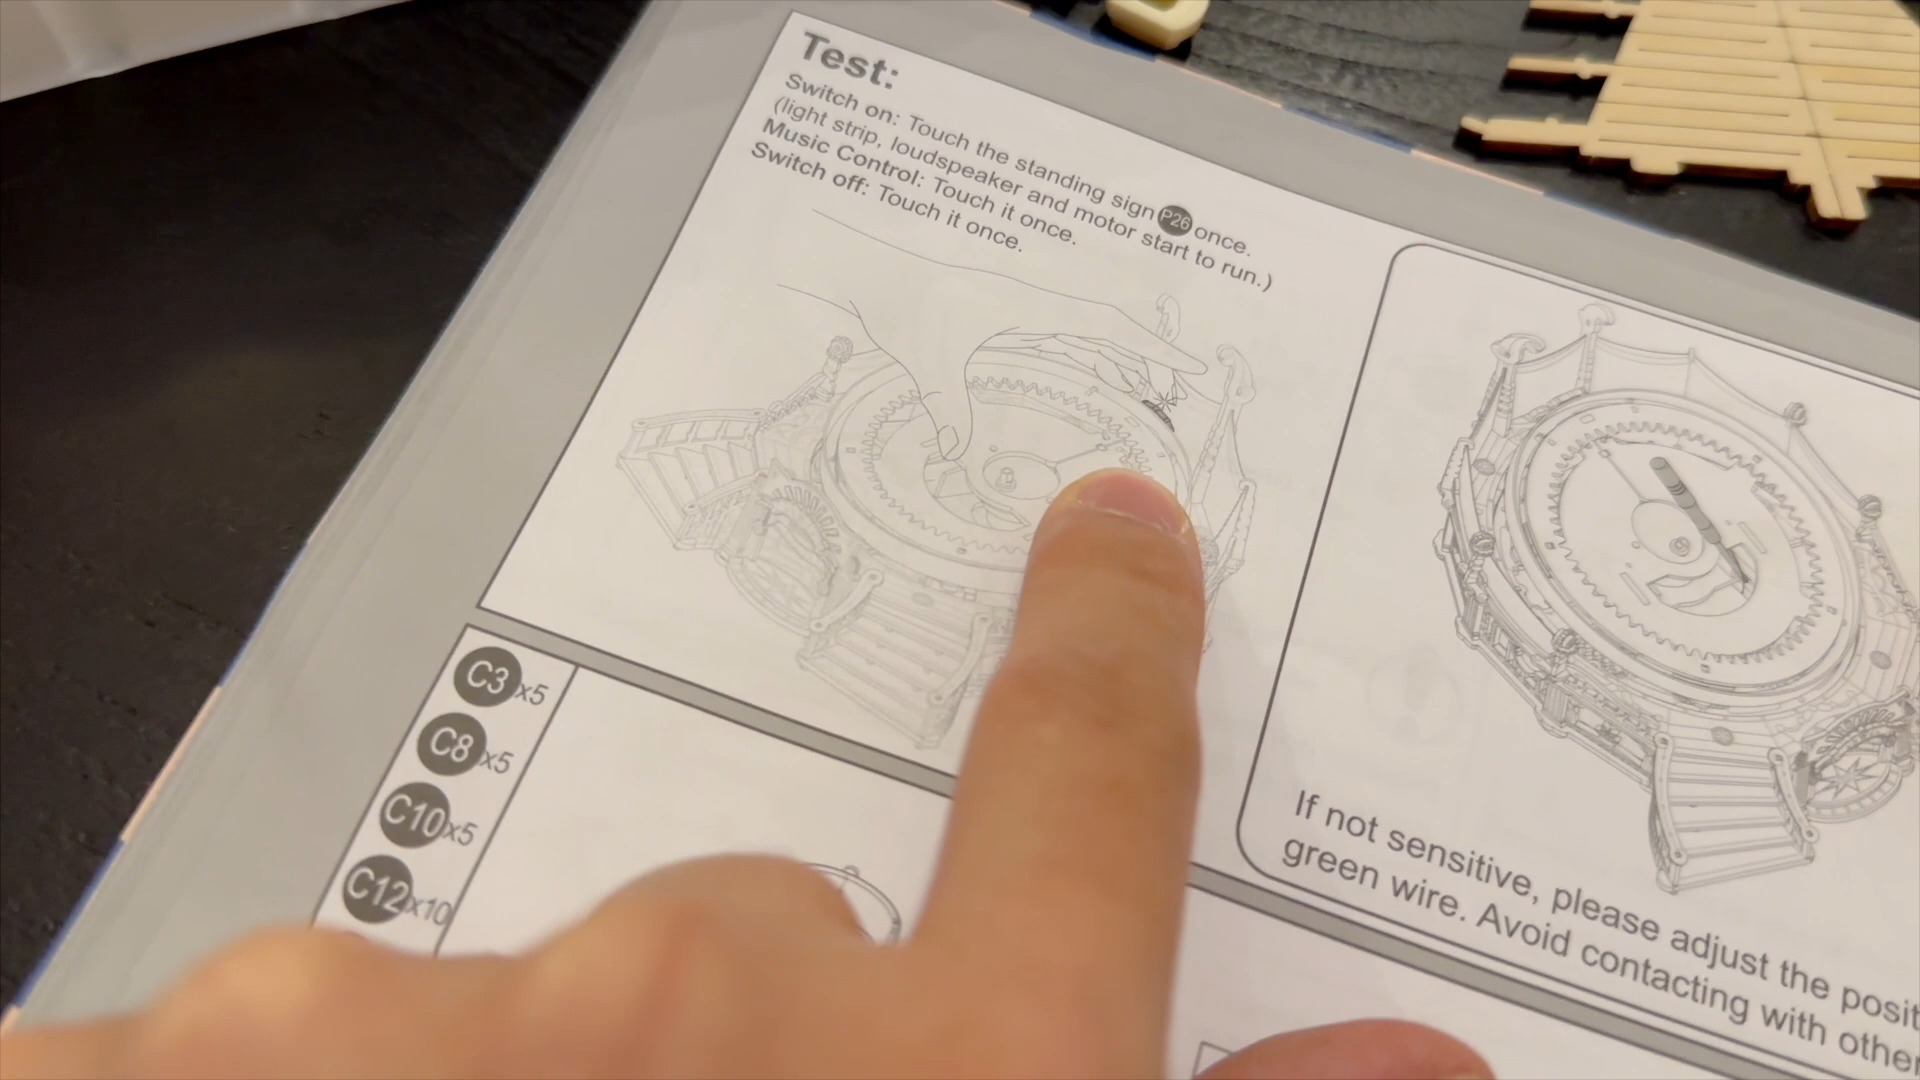 Test:
Switch on: Touch the standing sign P26 once.
(light strip, loudspeaker and motor start to run.)
Music Control: Touch it once.
Switch off: Touch it once.
C3 x5
C8 x5
C10 x5
C12 x10
If not sensitive, please adjust the posit
green wire. Avoid contacting with other